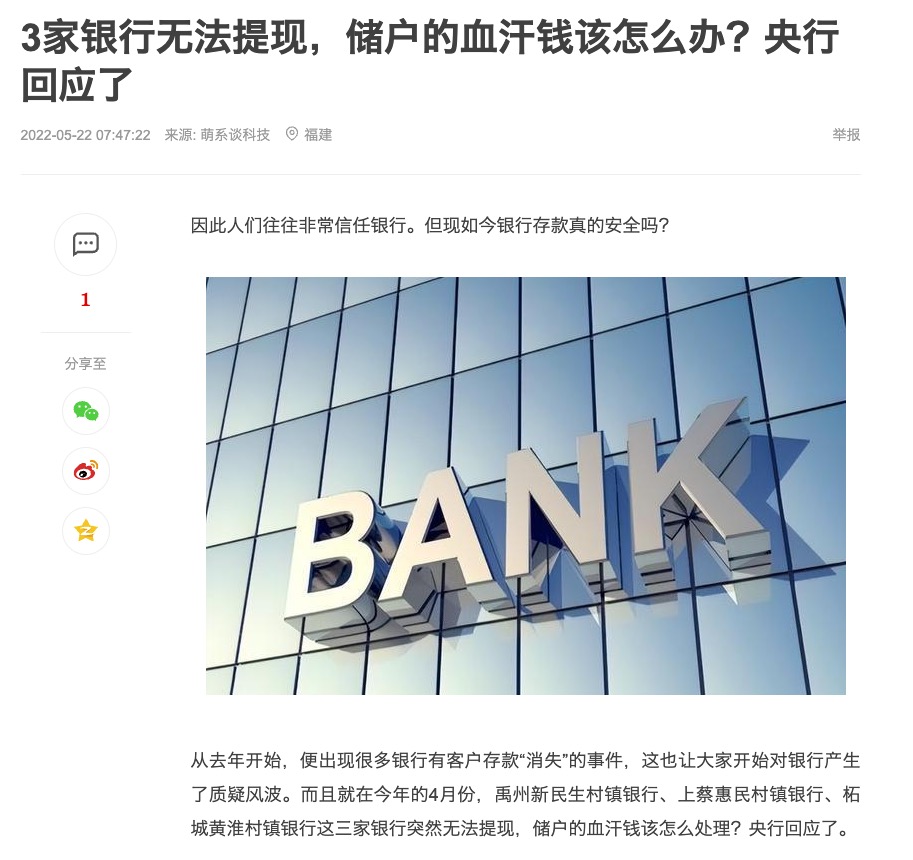 3家银行无法提现，储户的血汗钱该怎么办？央行
回应了
2022-05-22 07:47:22 来源: 萌系谈科技 福建 举报
因此人们往往非常信任银行。但现如今银行存款真的安全吗？
1
分享至
BANK
从去年开始，便出现很多银行有客户存款“消失”的事件，这也让大家开始对银行产生
了质疑风波。而且就在今年的4月份，禹州新民生村镇银行、上蔡惠民村镇银行、柘
城黄淮村镇银行这三家银行突然无法提现，储户的血汗钱该怎么处理？央行回应了。